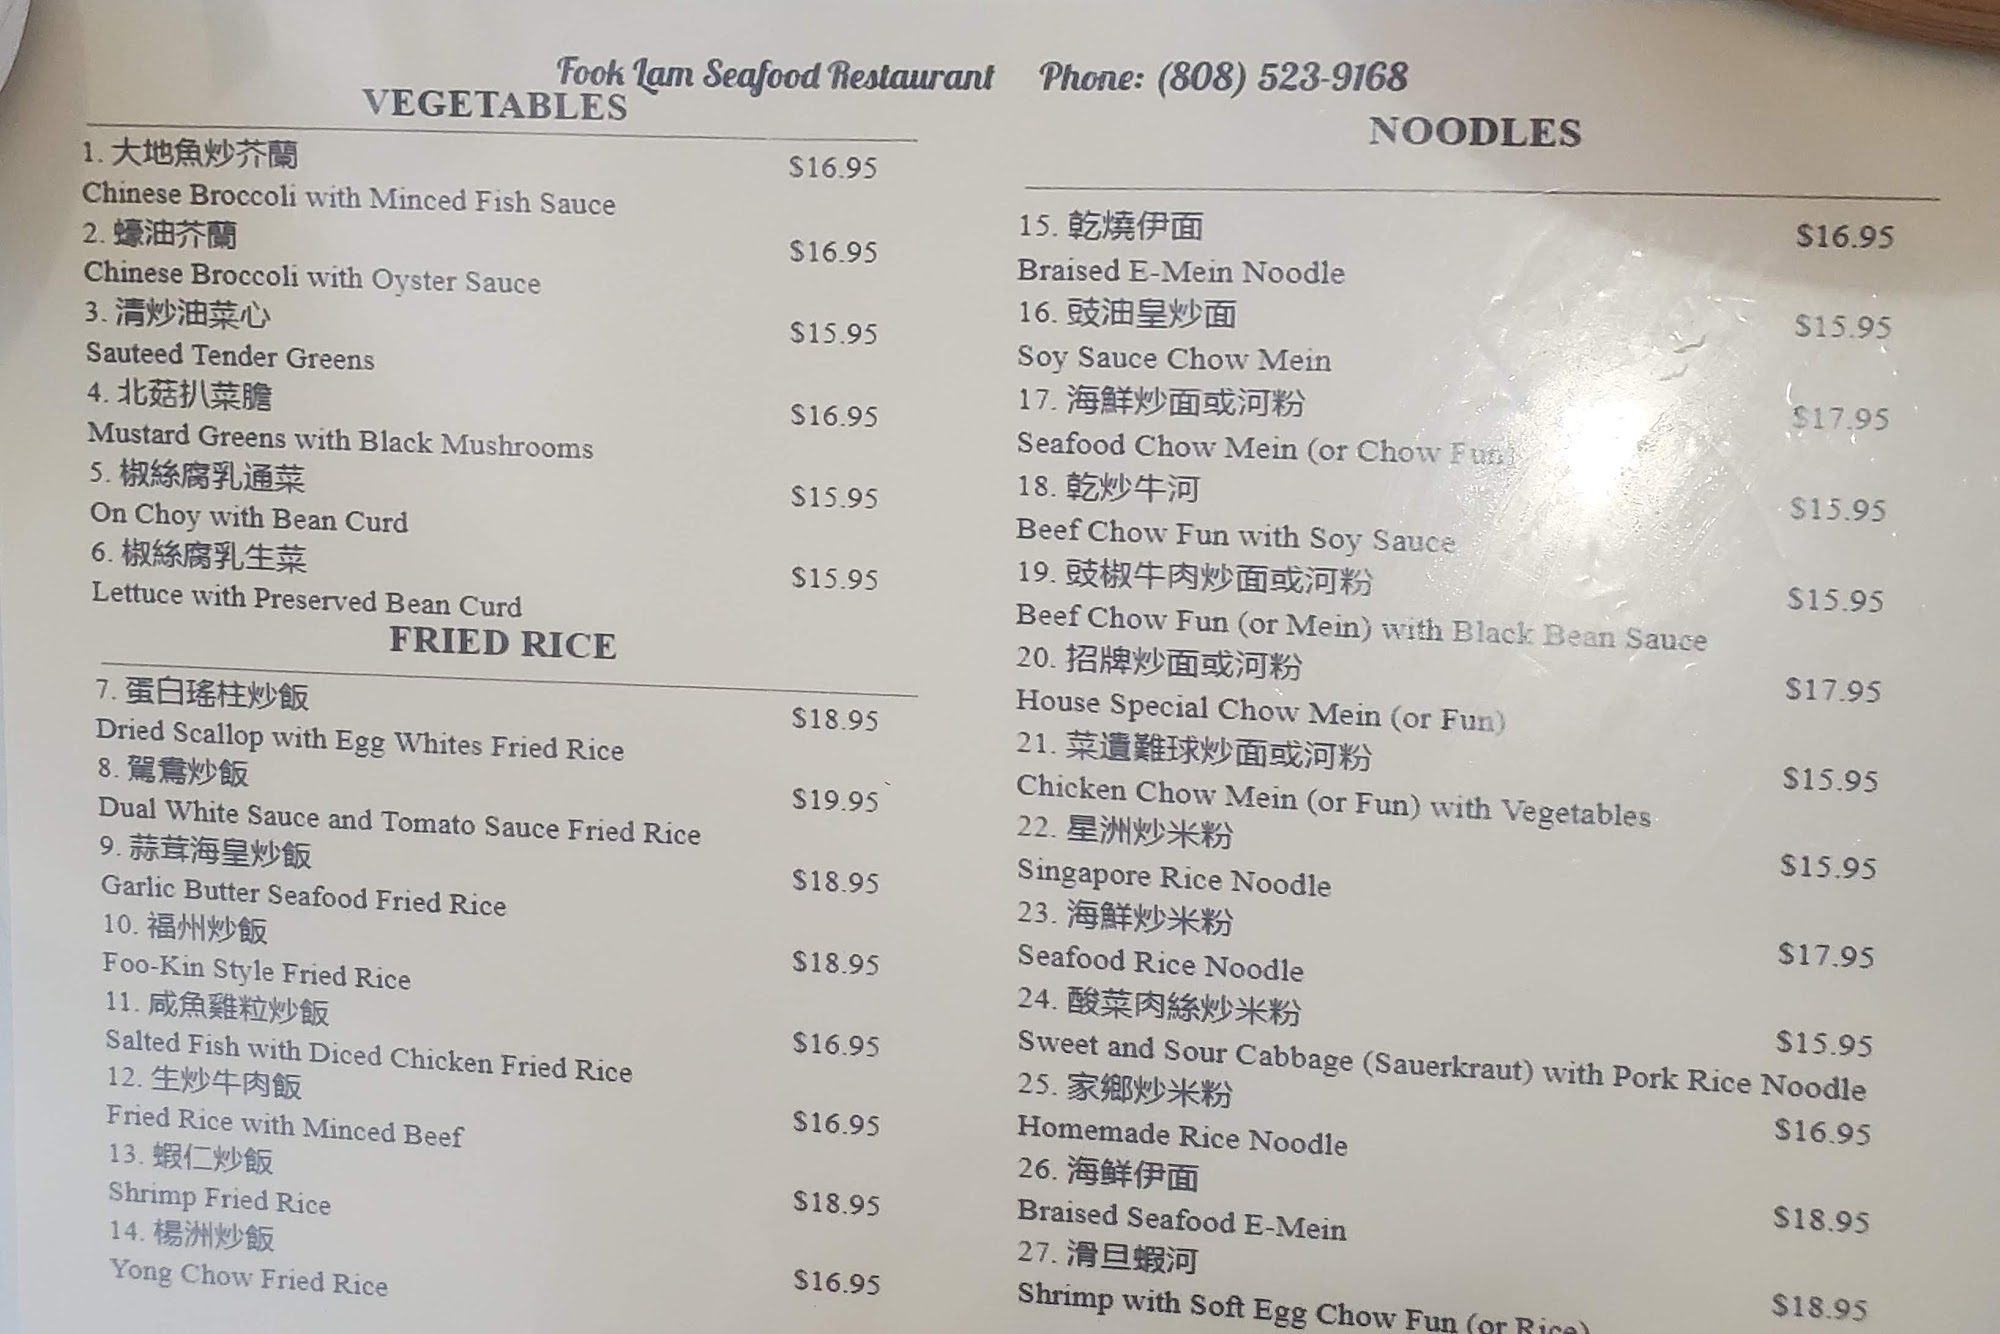 Fook Lam Seafood Restaurant Phone: (808) 523-9168
VEGETABLES
1. 大地魚炒芥蘭 $16.95
Chinese Broccoli with Minced Fish Sauce
2. 蠔油芥蘭 $16.95
Chinese Broccoli with Oyster Sauce
3. 清炒油菜心 $15.95
Sauteed Tender Greens
4. 北菇扒菜膽 $16.95
Mustard Greens with Black Mushrooms
5. 椒絲腐乳通菜 $15.95
On Choy with Bean Curd
6. 椒絲腐乳生菜 $15.95
Lettuce with Preserved Bean Curd
FRIED RICE
7. 蛋白瑤柱炒飯 $18.95
Dried Scallop with Egg Whites Fried Rice
8. 鴛鴦炒飯 $19.95
Dual White Sauce and Tomato Sauce Fried Rice
9. 蒜茸海皇炒飯 $18.95
Garlic Butter Seafood Fried Rice
10. 福州炒飯 $18.95
Foo-Kin Style Fried Rice
11. 咸魚雞粒炒飯 $16.95
Salted Fish with Diced Chicken Fried Rice
12. 生炒牛肉飯 $16.95
Fried Rice with Minced Beef
13. 蝦仁炒飯 $18.95
Shrimp Fried Rice
14. 楊洲炒飯 $16.95
Yong Chow Fried Rice
NOODLES
15. 乾燒伊面 $16.95
Braised E-Mein Noodle
16. 豉油皇炒面 $15.95
Soy Sauce Chow Mein
17. 海鮮炒面或河粉 $17.95
Seafood Chow Mein (or Chow Fun)
18. 乾炒牛河 $15.95
Beef Chow Fun with Soy Sauce
19. 豉椒牛肉炒面或河粉 $15.95
Beef Chow Fun (or Mein) with Black Bean Sauce
20. 招牌炒面或河粉 $17.95
House Special Chow Mein (or Fun)
21. 菜遺難球炒面或河粉 $15.95
Chicken Chow Mein (or Fun) with Vegetables
22. 星洲炒米粉 $15.95
Singapore Rice Noodle
23. 海鮮炒米粉 $17.95
Seafood Rice Noodle
24. 酸菜肉絲炒米粉 $15.95
Sweet and Sour Cabbage (Sauerkraut) with Pork Rice Noodle
25. 家鄉炒米粉 $16.95
Homemade Rice Noodle
26. 海鮮伊面 $18.95
Braised Seafood E-Mein
27. 滑旦蝦河 $18.95
Shrimp with Soft Egg Chow Fun (or Rice)